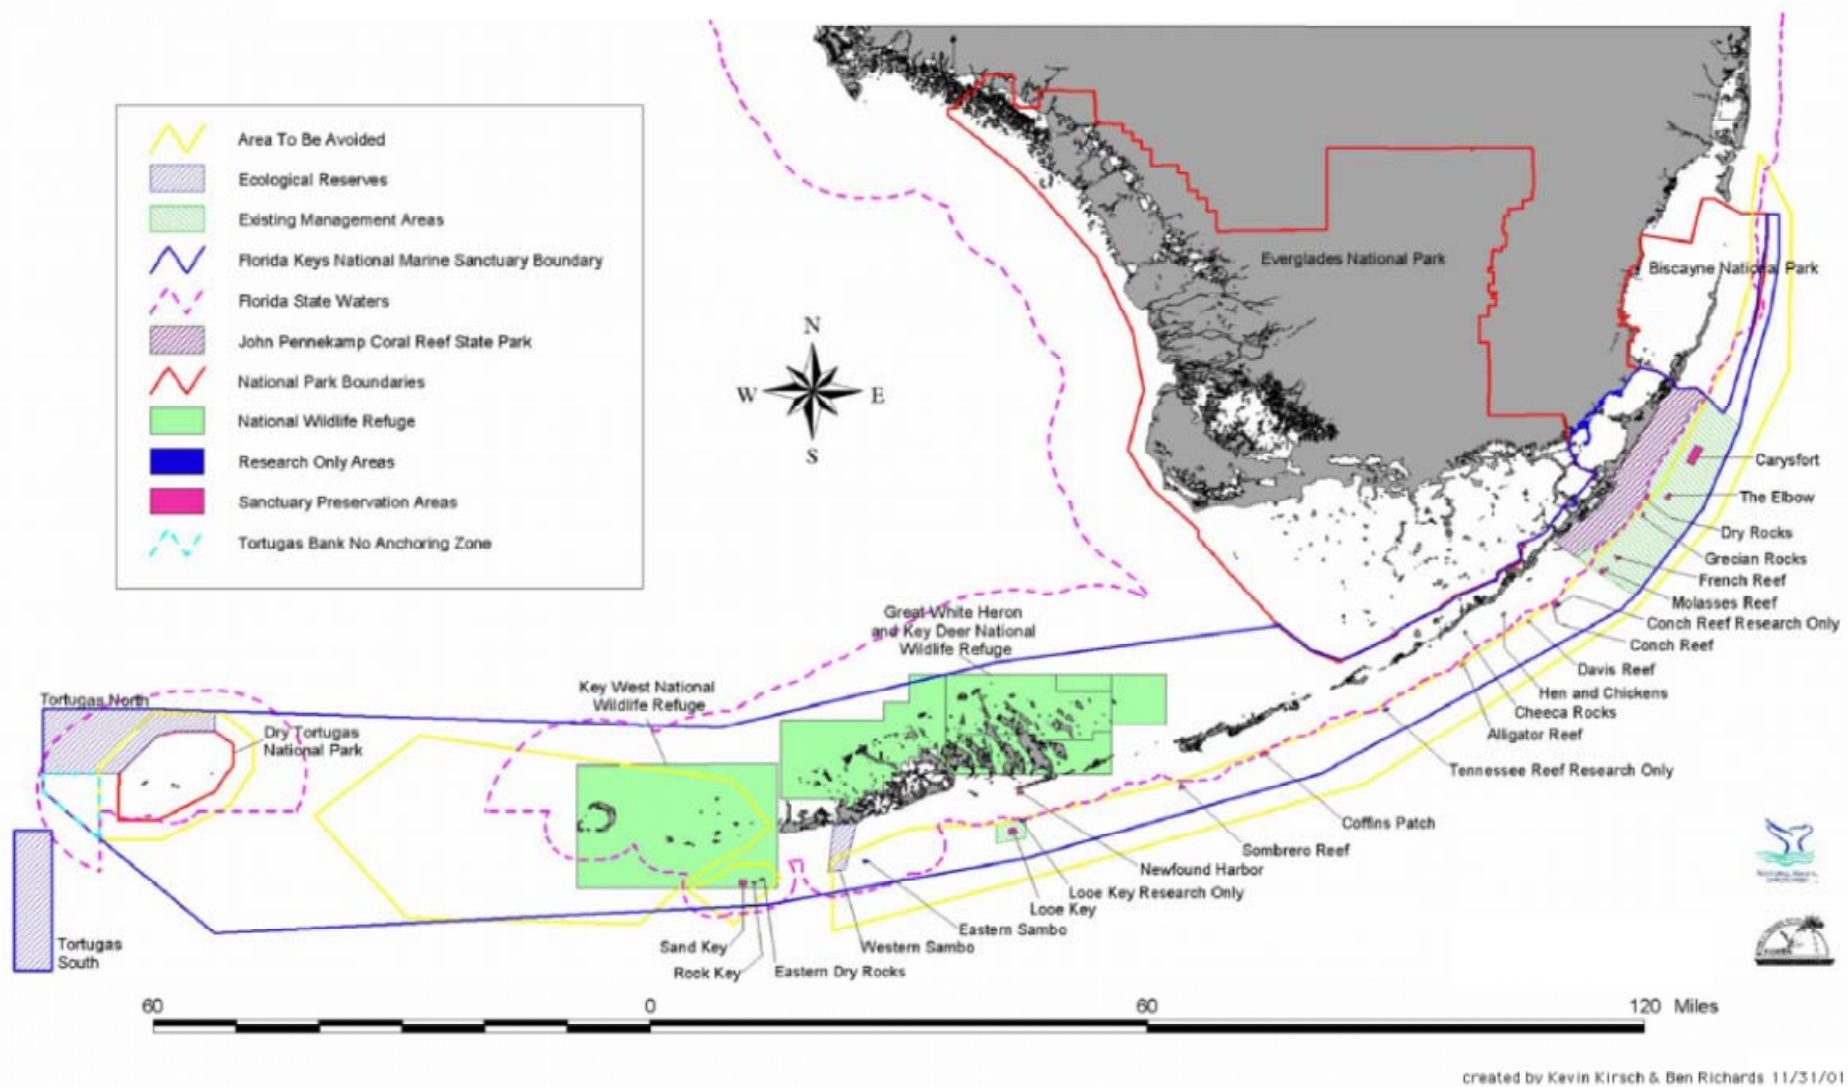 Area To Be Avoided
Ecological Reserves
Existing Management Areas
Florida Keys National Marine Sanctuary Boundary
Florida State Waters
John Pennekamp Coral Reef State Park
National Park Boundaries
National Wildlife Refuge
Research Only Areas
Sanctuary Preservation Areas
Tortugas Bank No Anchoring Zone
N
W
E
S
Everglades National Park
Biscayne National Park
Carysfort
The Elbow
Dry Rocks
Grecian Rocks
French Reef
Molasses Reef
Conch Reef Research Only
Conch Reef
Davis Reef
Hen and Chickens
Cheeca Rocks
Alligator Reef
Tennessee Reef Research Only
Coffins Patch
Sombrero Reef
Newfound Harbor
Looe Key Research Only
Looe Key
Eastern Sambo
Western Sambo
Eastern Dry Rocks
Rock Key
Sand Key
Great White Heron
and Key Deer National
Wildlife Refuge
Key West National
Wildlife Refuge
Tortugas North
Dry Tortugas
National Park
Tortugas
South
60
0
60
120 Miles
created by Kevin Kirsch & Ben Richards 11/31/01